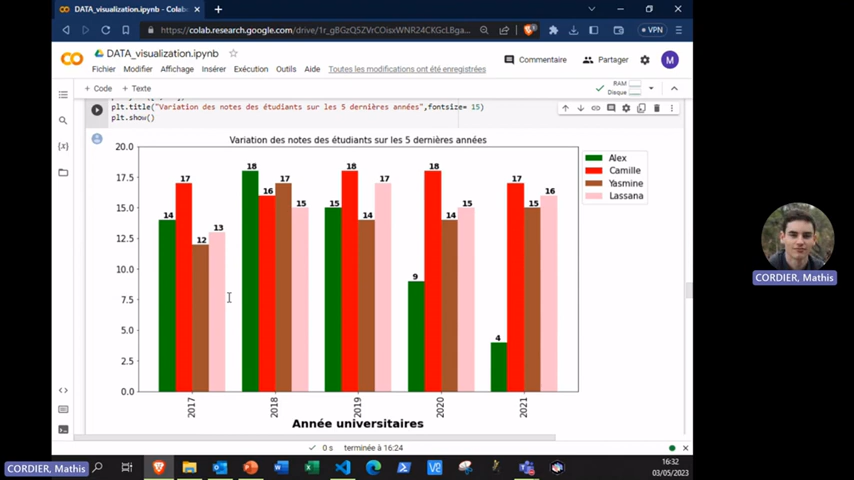 DATA_visualization.ipynb - Colab
https://colab.research.google.com/drive/1r_gBGzQ5ZVrCOisxWNR24CKGcLBga...
VPN
DATA_visualization.ipynb
Commentaire
Partager
M
Fichier Modifier Affichage Insérer Exécution Outils Aide Toutes les modifications ont été enregistrées
+ Code + Texte
RAM
Disque
plt.title("Variation des notes des étudiants sur les 5 dernières années",fontsize= 15)
plt.show()
Variation des notes des étudiants sur les 5 dernières années
20.0
17.5
15.0
12.5
10.0
7.5
5.0
2.5
0.0
14 17 12 13
18 16 17 15
15 18 14 17
9 18 14 15
4 17 15 16
2017 2018 2019 2020 2021
Année universitaires
Alex
Camille
Yasmine
Lassana
0 s terminée à 16:24
CORDIER, Mathis
CORDIER, Mathis
16:32
03/05/2023